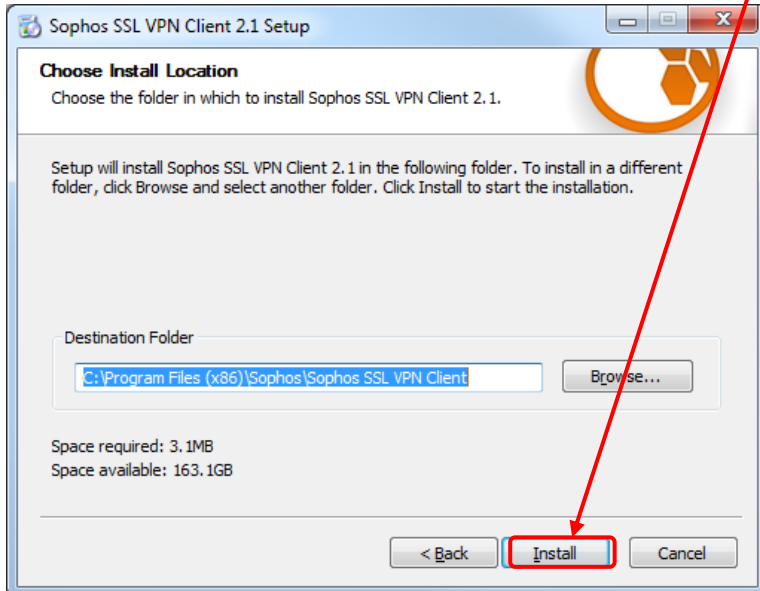 Sophos SSL VPN Client 2.1 Setup
Choose Install Location
Choose the folder in which to install Sophos SSL VPN Client 2.1.
Setup will install Sophos SSL VPN Client 2.1 in the following folder. To install in a different
folder, click Browse and select another folder. Click Install to start the installation.
Destination Folder
C:\Program Files (x86)\Sophos\Sophos SSL VPN Client
Browse...
Space required: 3.1MB
Space available: 163.1GB
< Back Install Cancel